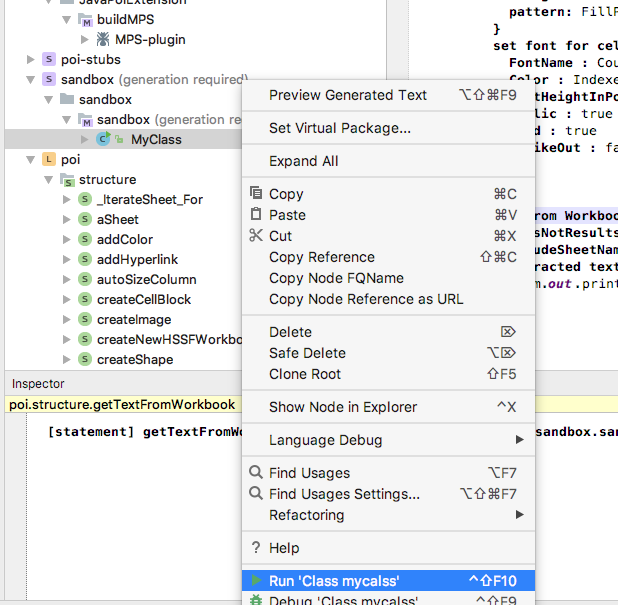 JavaPoiExtension
buildMPS
MPS-plugin
poi-stubs
sandbox (generation required)
sandbox
sandbox (generation re
MyClass
poi
structure
_IterateSheet_For
aSheet
addColor
addHyperlink
autoSizeColumn
createCellBlock
createImage
createNewHSSFWorkbo
createShape
Inspector
poi.structure.getTextFromWorkbook
[statement] getTextFromWo
Preview Generated Text ⌥⇧⌘F9
Set Virtual Package...
Expand All
Copy ⌘C
Paste ⌘V
Cut ⌘X
Copy Reference ⇧⌘C
Copy Node FQName
Copy Node Reference as URL
Delete ⌦
Safe Delete ⌥⌦
Clone Root ⇧F5
Show Node in Explorer ^X
Language Debug
Find Usages ⌥F7
Find Usages Settings... ⌥⇧⌘F7
Refactoring
? Help
Run 'Class mycalss' ^⇧F10
Debug 'Class mycalss' ^⇧F9
pattern: FillP
}
set font for cel
FontName : Cou
Color : Indexe
tHeightInPo
lic : true
d : true
ikeOut : fa
rom Workboo
sNotResults
udeSheetNam
racted text
m.out.print
sandbox.san